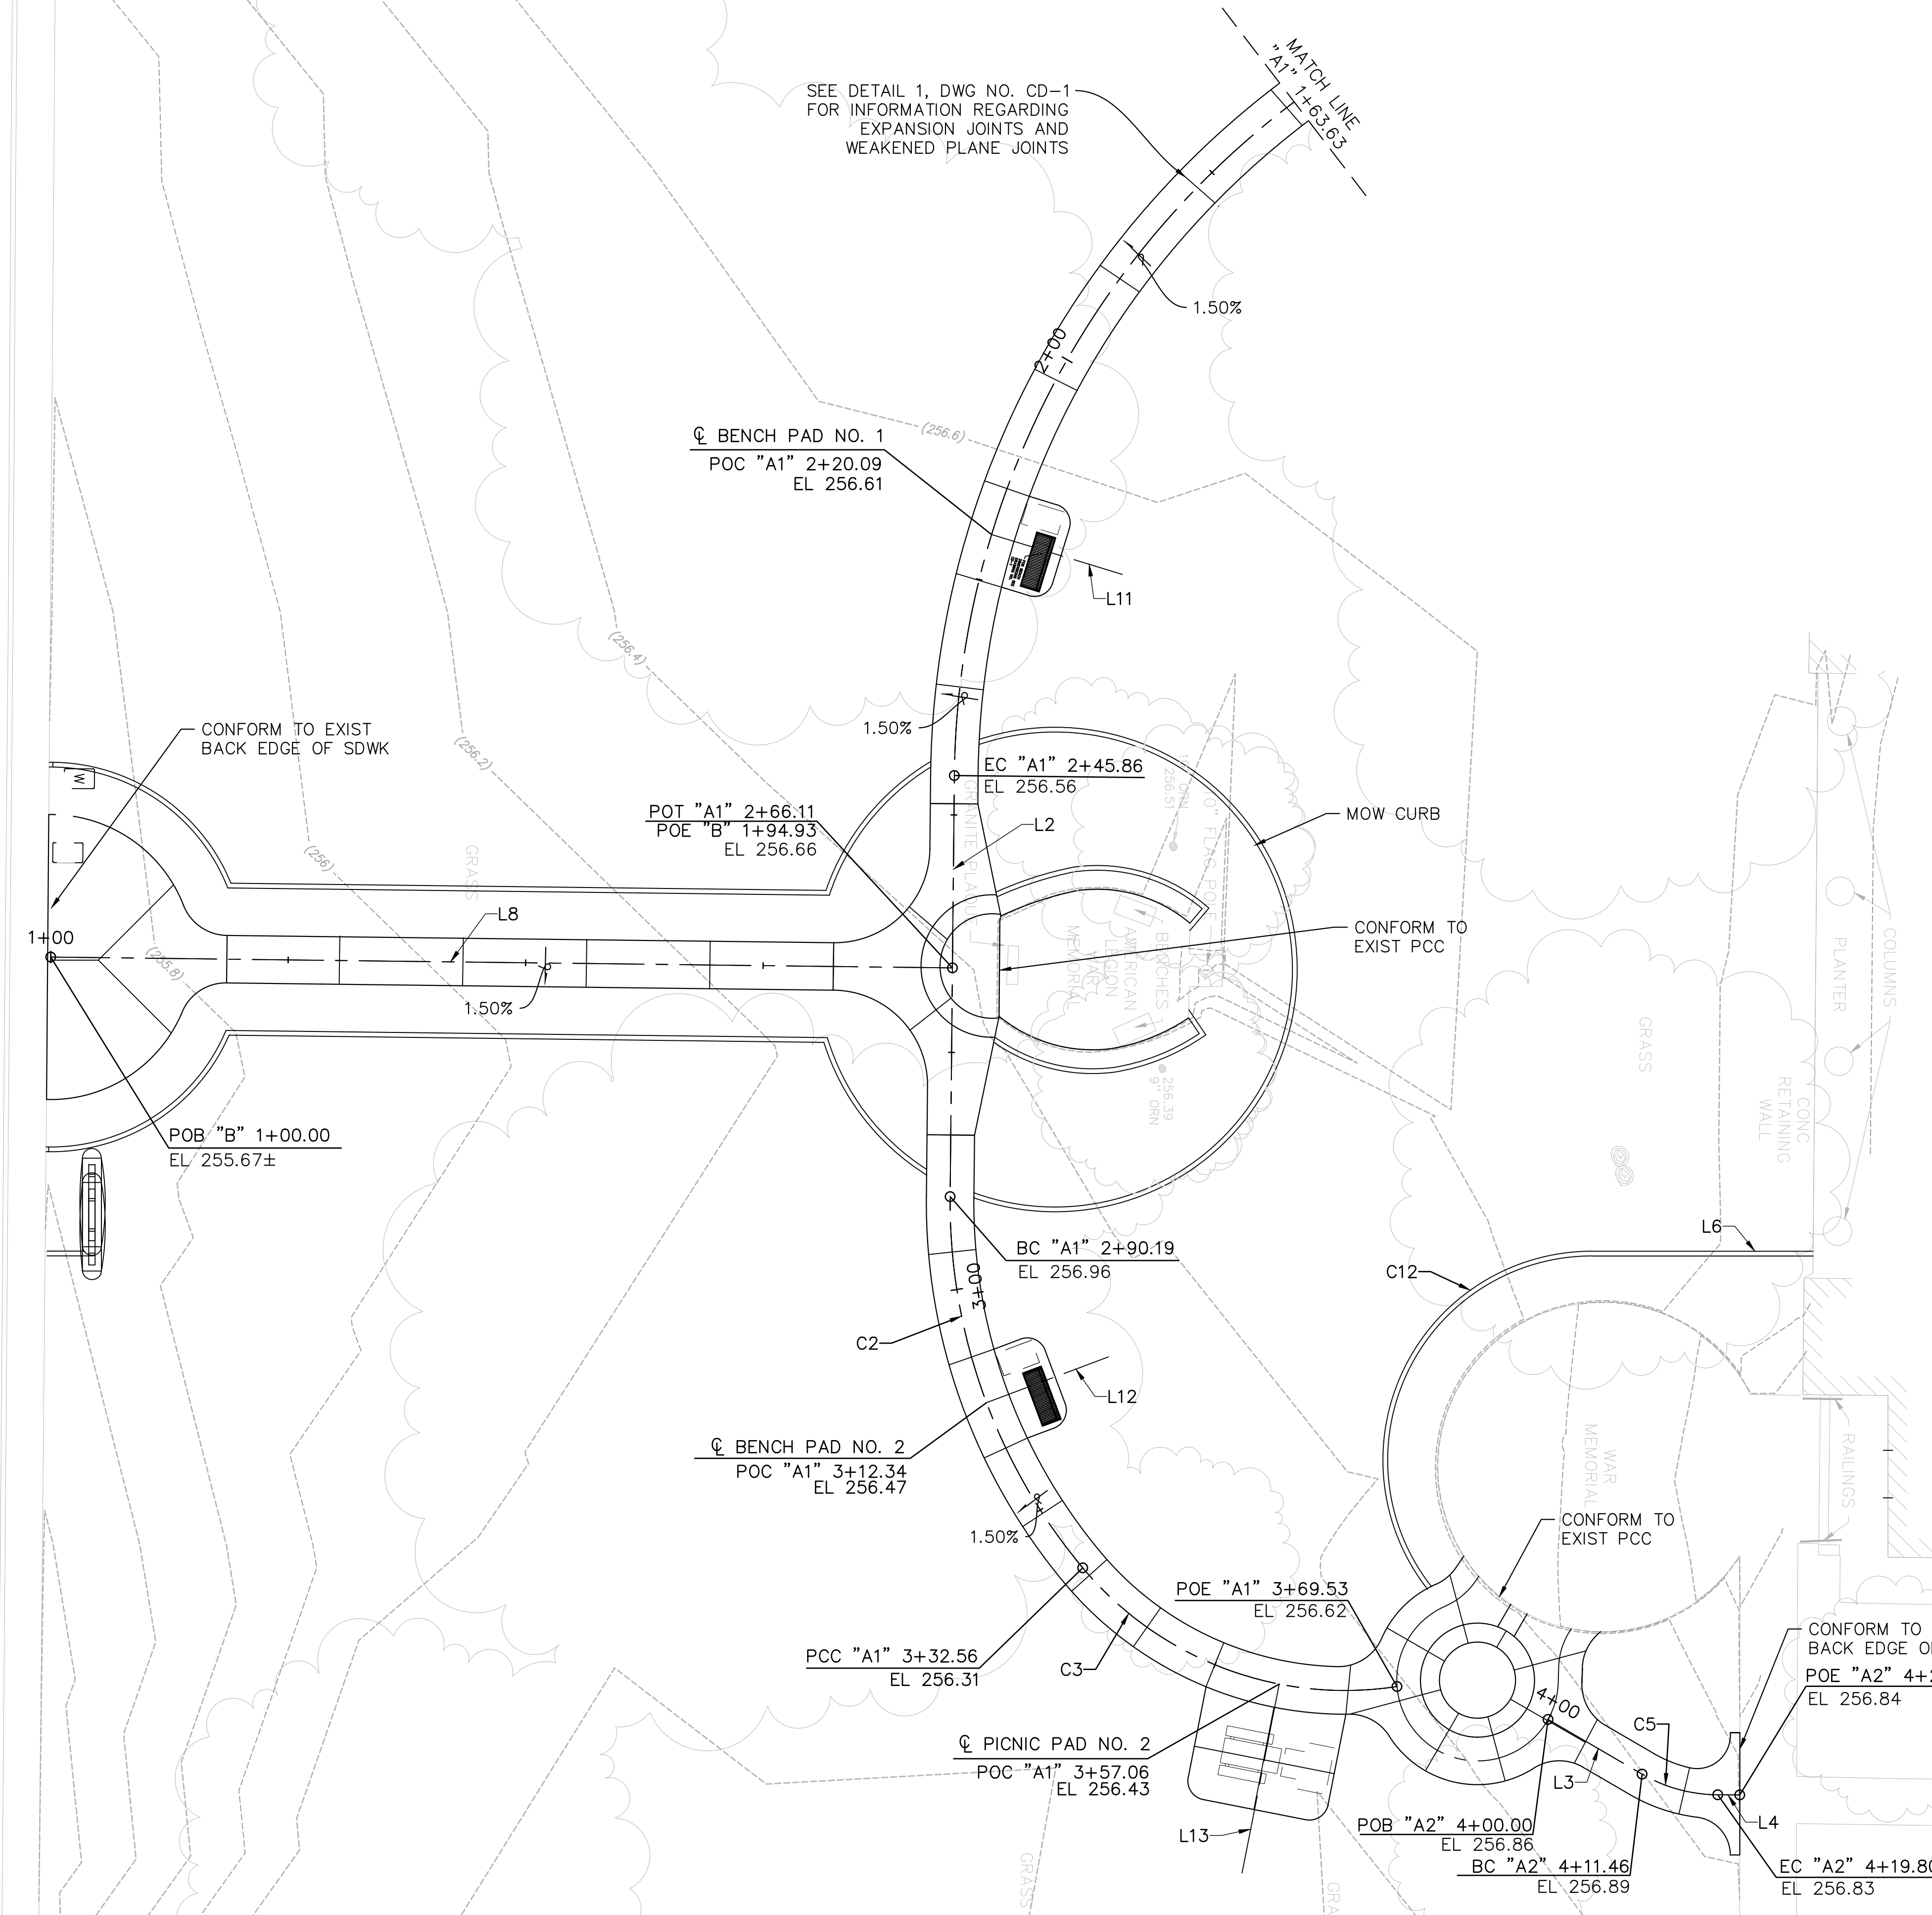 MATCH LINE
"A1" 1+63.63
SEE DETAIL 1, DWG NO. CD-1
FOR INFORMATION REGARDING
EXPANSION JOINTS AND
WEAKENED PLANE JOINTS
1.50%
2+00
℄ BENCH PAD NO. 1
POC "A1" 2+20.09
EL 256.61
(256.6)
L11
(256.4)
CONFORM TO EXIST
BACK EDGE OF SDWK
(256.2)
1.50%
W
EC "A1" 2+45.86
EL 256.56
256.51
ORN
POT "A1" 2+66.11
POE "B" 1+94.93
EL 256.66
L2
MOW CURB
FLAG POLE
(256)
GRASS
GRANITE
L8
1+00
(255.8)
1.50%
AMERICAN
LEGION
WAR
MEMORIAL
BENCHES
CONFORM TO
EXIST PCC
PLANTER
COLUMNS
GRASS
CONC
RETAINING
WALL
256.39
9" ORN
POB "B" 1+00.00
EL 255.67±
BC "A1" 2+90.19
EL 256.96
L6
C12
3+00
C2
L12
℄ BENCH PAD NO. 2
POC "A1" 3+12.34
EL 256.47
WAR
MEMORIAL
RAILINGS
1.50%
CONFORM TO
EXIST PCC
POE "A1" 3+69.53
EL 256.62
PCC "A1" 3+32.56
EL 256.31
C3
CONFORM TO
BACK EDGE
POE "A2"
EL 256.84
4+00
C5
℄ PICNIC PAD NO. 2
POC "A1" 3+57.06
EL 256.43
L3
L4
L13
POB "A2" 4+00.00
EL 256.86
BC "A2" 4+11.46
EL 256.89
EC "A2" 4+19.80
EL 256.83
GRASS